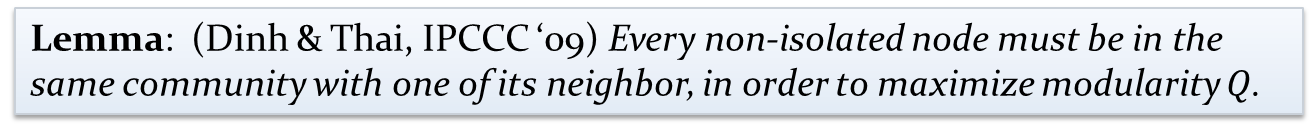 Lemma: (Dinh & Thai, IPCCC ‘09) Every non-isolated node must be in the
same community with one of its neighbor, in order to maximize modularity Q.